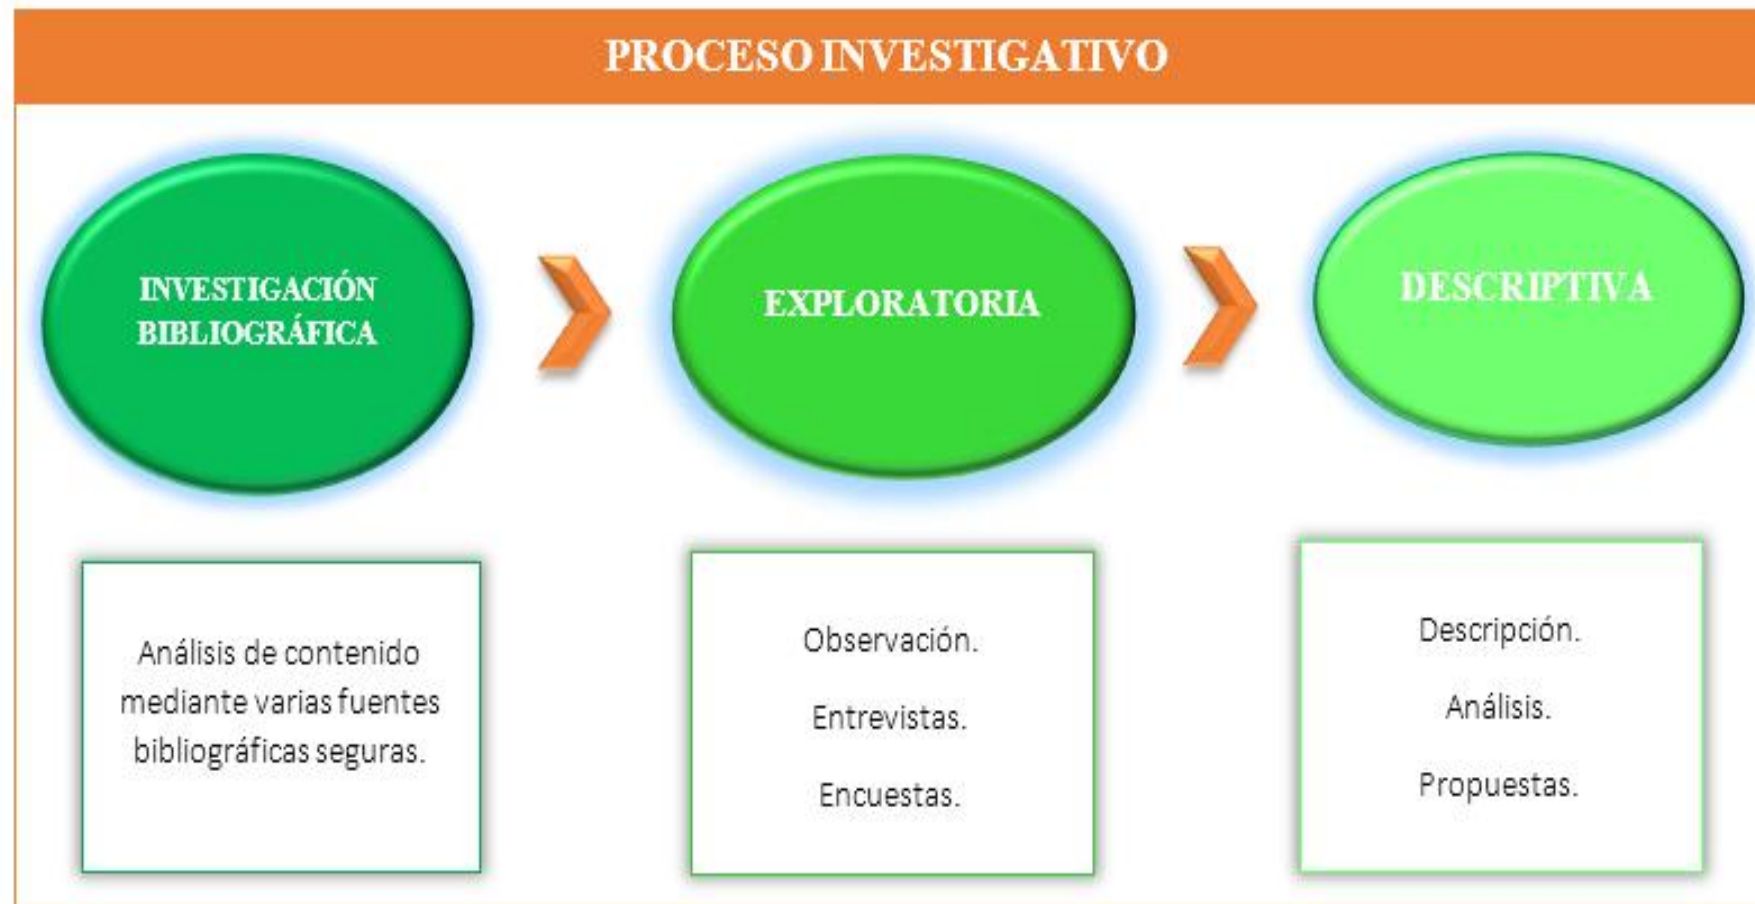 PROCESO INVESTIGATIVO
INVESTIGACIÓN
BIBLIOGRÁFICA
EXPLORATORIA
DESCRIPTIVA
Análisis de contenido
mediante varias fuentes
bibliográficas seguras.
Observación.
Entrevistas.
Encuestas.
Descripción.
Análisis.
Propuestas.